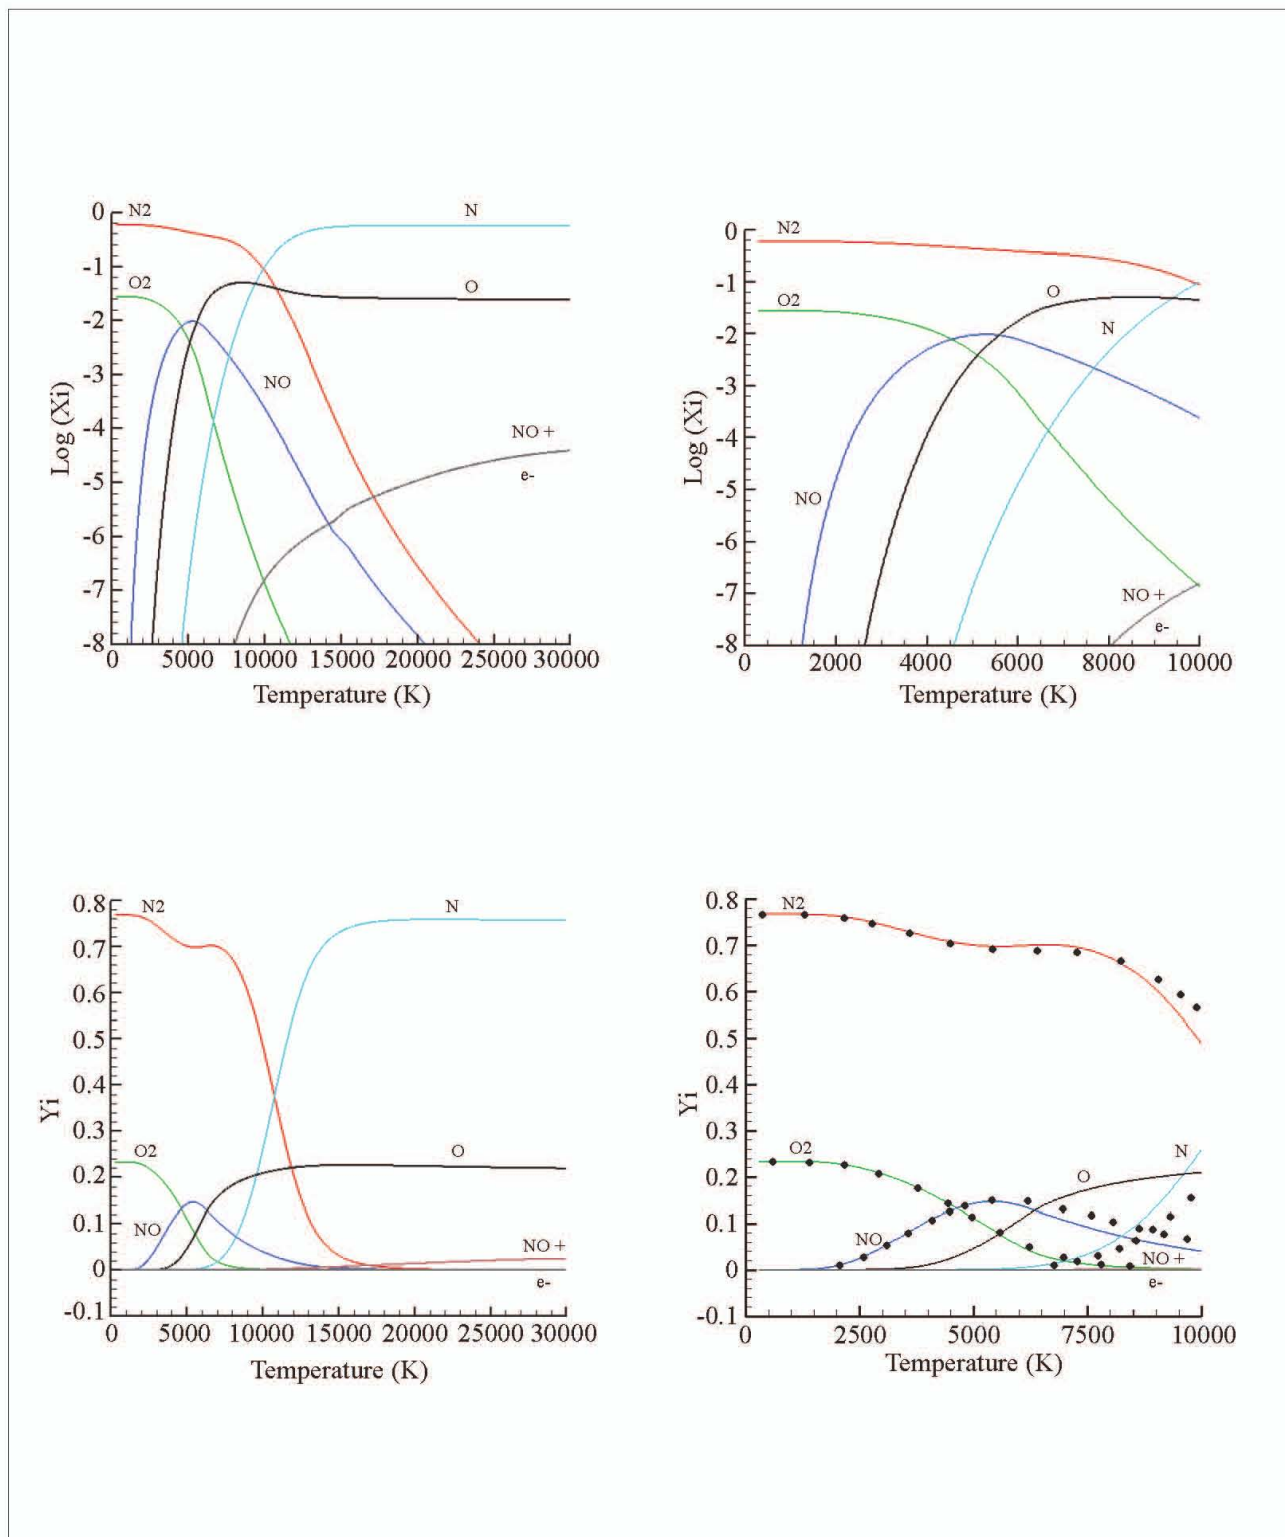 0
N2
N
-1
O2
O
-2
-3
NO
Log (Xi)
-4
NO +
-5
e-
-6
-7
-8
0 5000 10000 15000 20000 25000 30000
Temperature (K)
0
N2
-1
O
O2
N
-2
-3
Log (Xi)
-4
-5
NO
-6
-7
NO +
e-
-8
0 2000 4000 6000 8000 10000
Temperature (K)
0.8
N2
N
0.7
0.6
0.5
0.4
Yi
0.3
O2
O
0.2
0.1
NO
NO +
0
e-
-0.1
0 5000 10000 15000 20000 25000 30000
Temperature (K)
0.8
N2
0.7
0.6
0.5
0.4
Yi
0.3
O2
N
O
0.2
0.1
NO
NO +
0
e-
-0.1
0 2500 5000 7500 10000
Temperature (K)